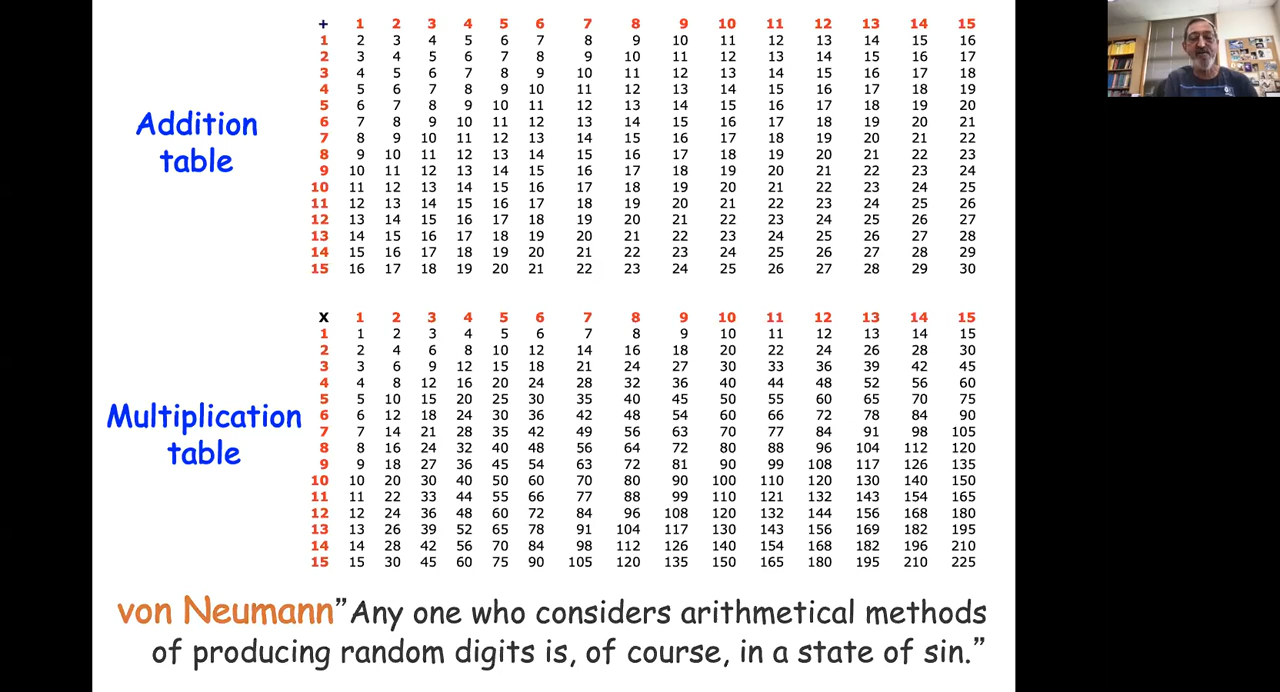 + 1 2 3 4 5 6 7 8 9 10 11 12 13 14 15
1 2 3 4 5 6 7 8 9 10 11 12 13 14 15 16
2 3 4 5 6 7 8 9 10 11 12 13 14 15 16 17
3 4 5 6 7 8 9 10 11 12 13 14 15 16 17 18
4 5 6 7 8 9 10 11 12 13 14 15 16 17 18 19
5 6 7 8 9 10 11 12 13 14 15 16 17 18 19 20
6 7 8 9 10 11 12 13 14 15 16 17 18 19 20 21
7 8 9 10 11 12 13 14 15 16 17 18 19 20 21 22
8 9 10 11 12 13 14 15 16 17 18 19 20 21 22 23
9 10 11 12 13 14 15 16 17 18 19 20 21 22 23 24
10 11 12 13 14 15 16 17 18 19 20 21 22 23 24 25
11 12 13 14 15 16 17 18 19 20 21 22 23 24 25 26
12 13 14 15 16 17 18 19 20 21 22 23 24 25 26 27
13 14 15 16 17 18 19 20 21 22 23 24 25 26 27 28
14 15 16 17 18 19 20 21 22 23 24 25 26 27 28 29
15 16 17 18 19 20 21 22 23 24 25 26 27 28 29 30
Addition
table
X 1 2 3 4 5 6 7 8 9 10 11 12 13 14 15
1 1 2 3 4 5 6 7 8 9 10 11 12 13 14 15
2 2 4 6 8 10 12 14 16 18 20 22 24 26 28 30
3 3 6 9 12 15 18 21 24 27 30 33 36 39 42 45
4 4 8 12 16 20 24 28 32 36 40 44 48 52 56 60
5 5 10 15 20 25 30 35 40 45 50 55 60 65 70 75
6 6 12 18 24 30 36 42 48 54 60 66 72 78 84 90
7 7 14 21 28 35 42 49 56 63 70 77 84 91 98 105
8 8 16 24 32 40 48 56 64 72 80 88 96 104 112 120
9 9 18 27 36 45 54 63 72 81 90 99 108 117 126 135
10 10 20 30 40 50 60 70 80 90 100 110 120 130 140 150
11 11 22 33 44 55 66 77 88 99 110 121 132 143 154 165
12 12 24 36 48 60 72 84 96 108 120 132 144 156 168 180
13 13 26 39 52 65 78 91 104 117 130 143 156 169 182 195
14 14 28 42 56 70 84 98 112 126 140 154 168 182 196 210
15 15 30 45 60 75 90 105 120 135 150 165 180 195 210 225
Multiplication
table
von Neumann”Any one who considers arithmetical methods
of producing random digits is, of course, in a state of sin.”